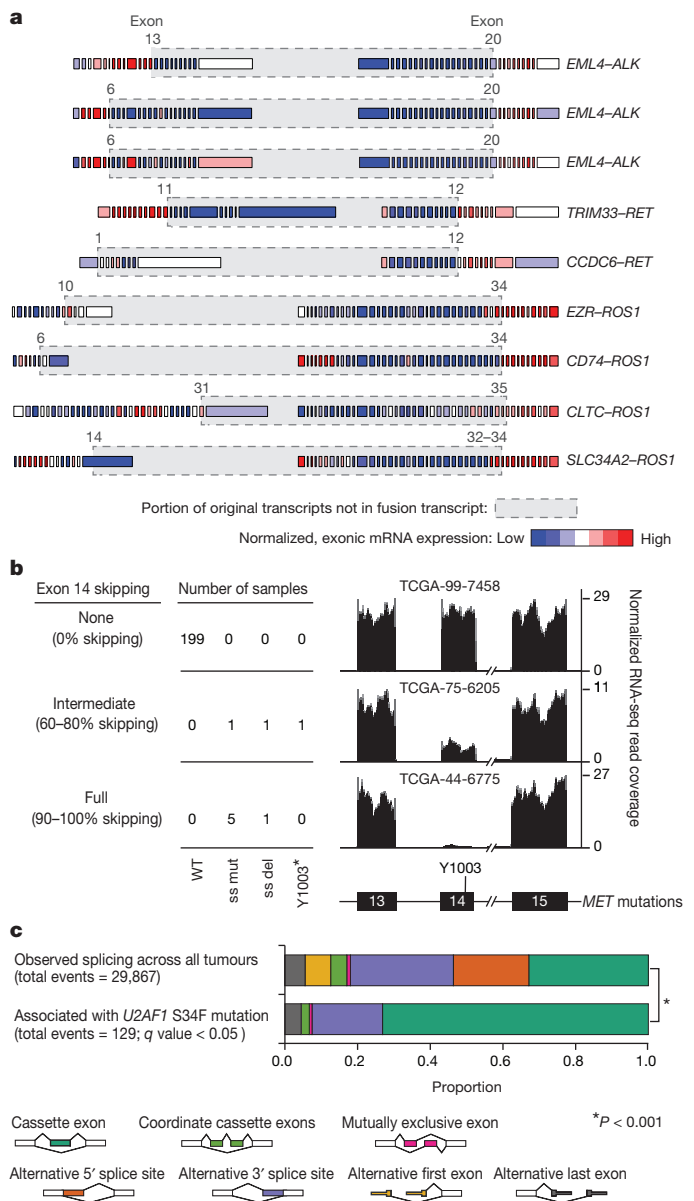 a
Exon Exon
13 20
EML4–ALK
6 20
EML4–ALK
6 20
EML4–ALK
11 12
TRIM33–RET
1 12
CCDC6–RET
10 34
EZR–ROS1
6 34
CD74–ROS1
31 35
CLTC–ROS1
14 32–34
SLC34A2–ROS1
Portion of original transcripts not in fusion transcript:
Normalized, exonic mRNA expression: Low High
b
Exon 14 skipping Number of samples
None
(0% skipping) 199 0 0 0
TCGA-99-7458
29
0
Intermediate
(60–80% skipping) 0 1 1 1
TCGA-75-6205
11
0
Full
(90–100% skipping) 0 5 1 0
TCGA-44-6775
27
0
Normalized RNA-seq read coverage
WT
ss mut
ss del
Y1003*
Y1003
13 14 15 MET mutations
c
Observed splicing across all tumours
(total events = 29,867)
*
Associated with U2AF1 S34F mutation
(total events = 129; q value < 0.05 )
0.0 0.2 0.4 0.6 0.8 1.0
Proportion
Cassette exon Coordinate cassette exons Mutually exclusive exon *P < 0.001
Alternative 5′ splice site Alternative 3′ splice site Alternative first exon Alternative last exon